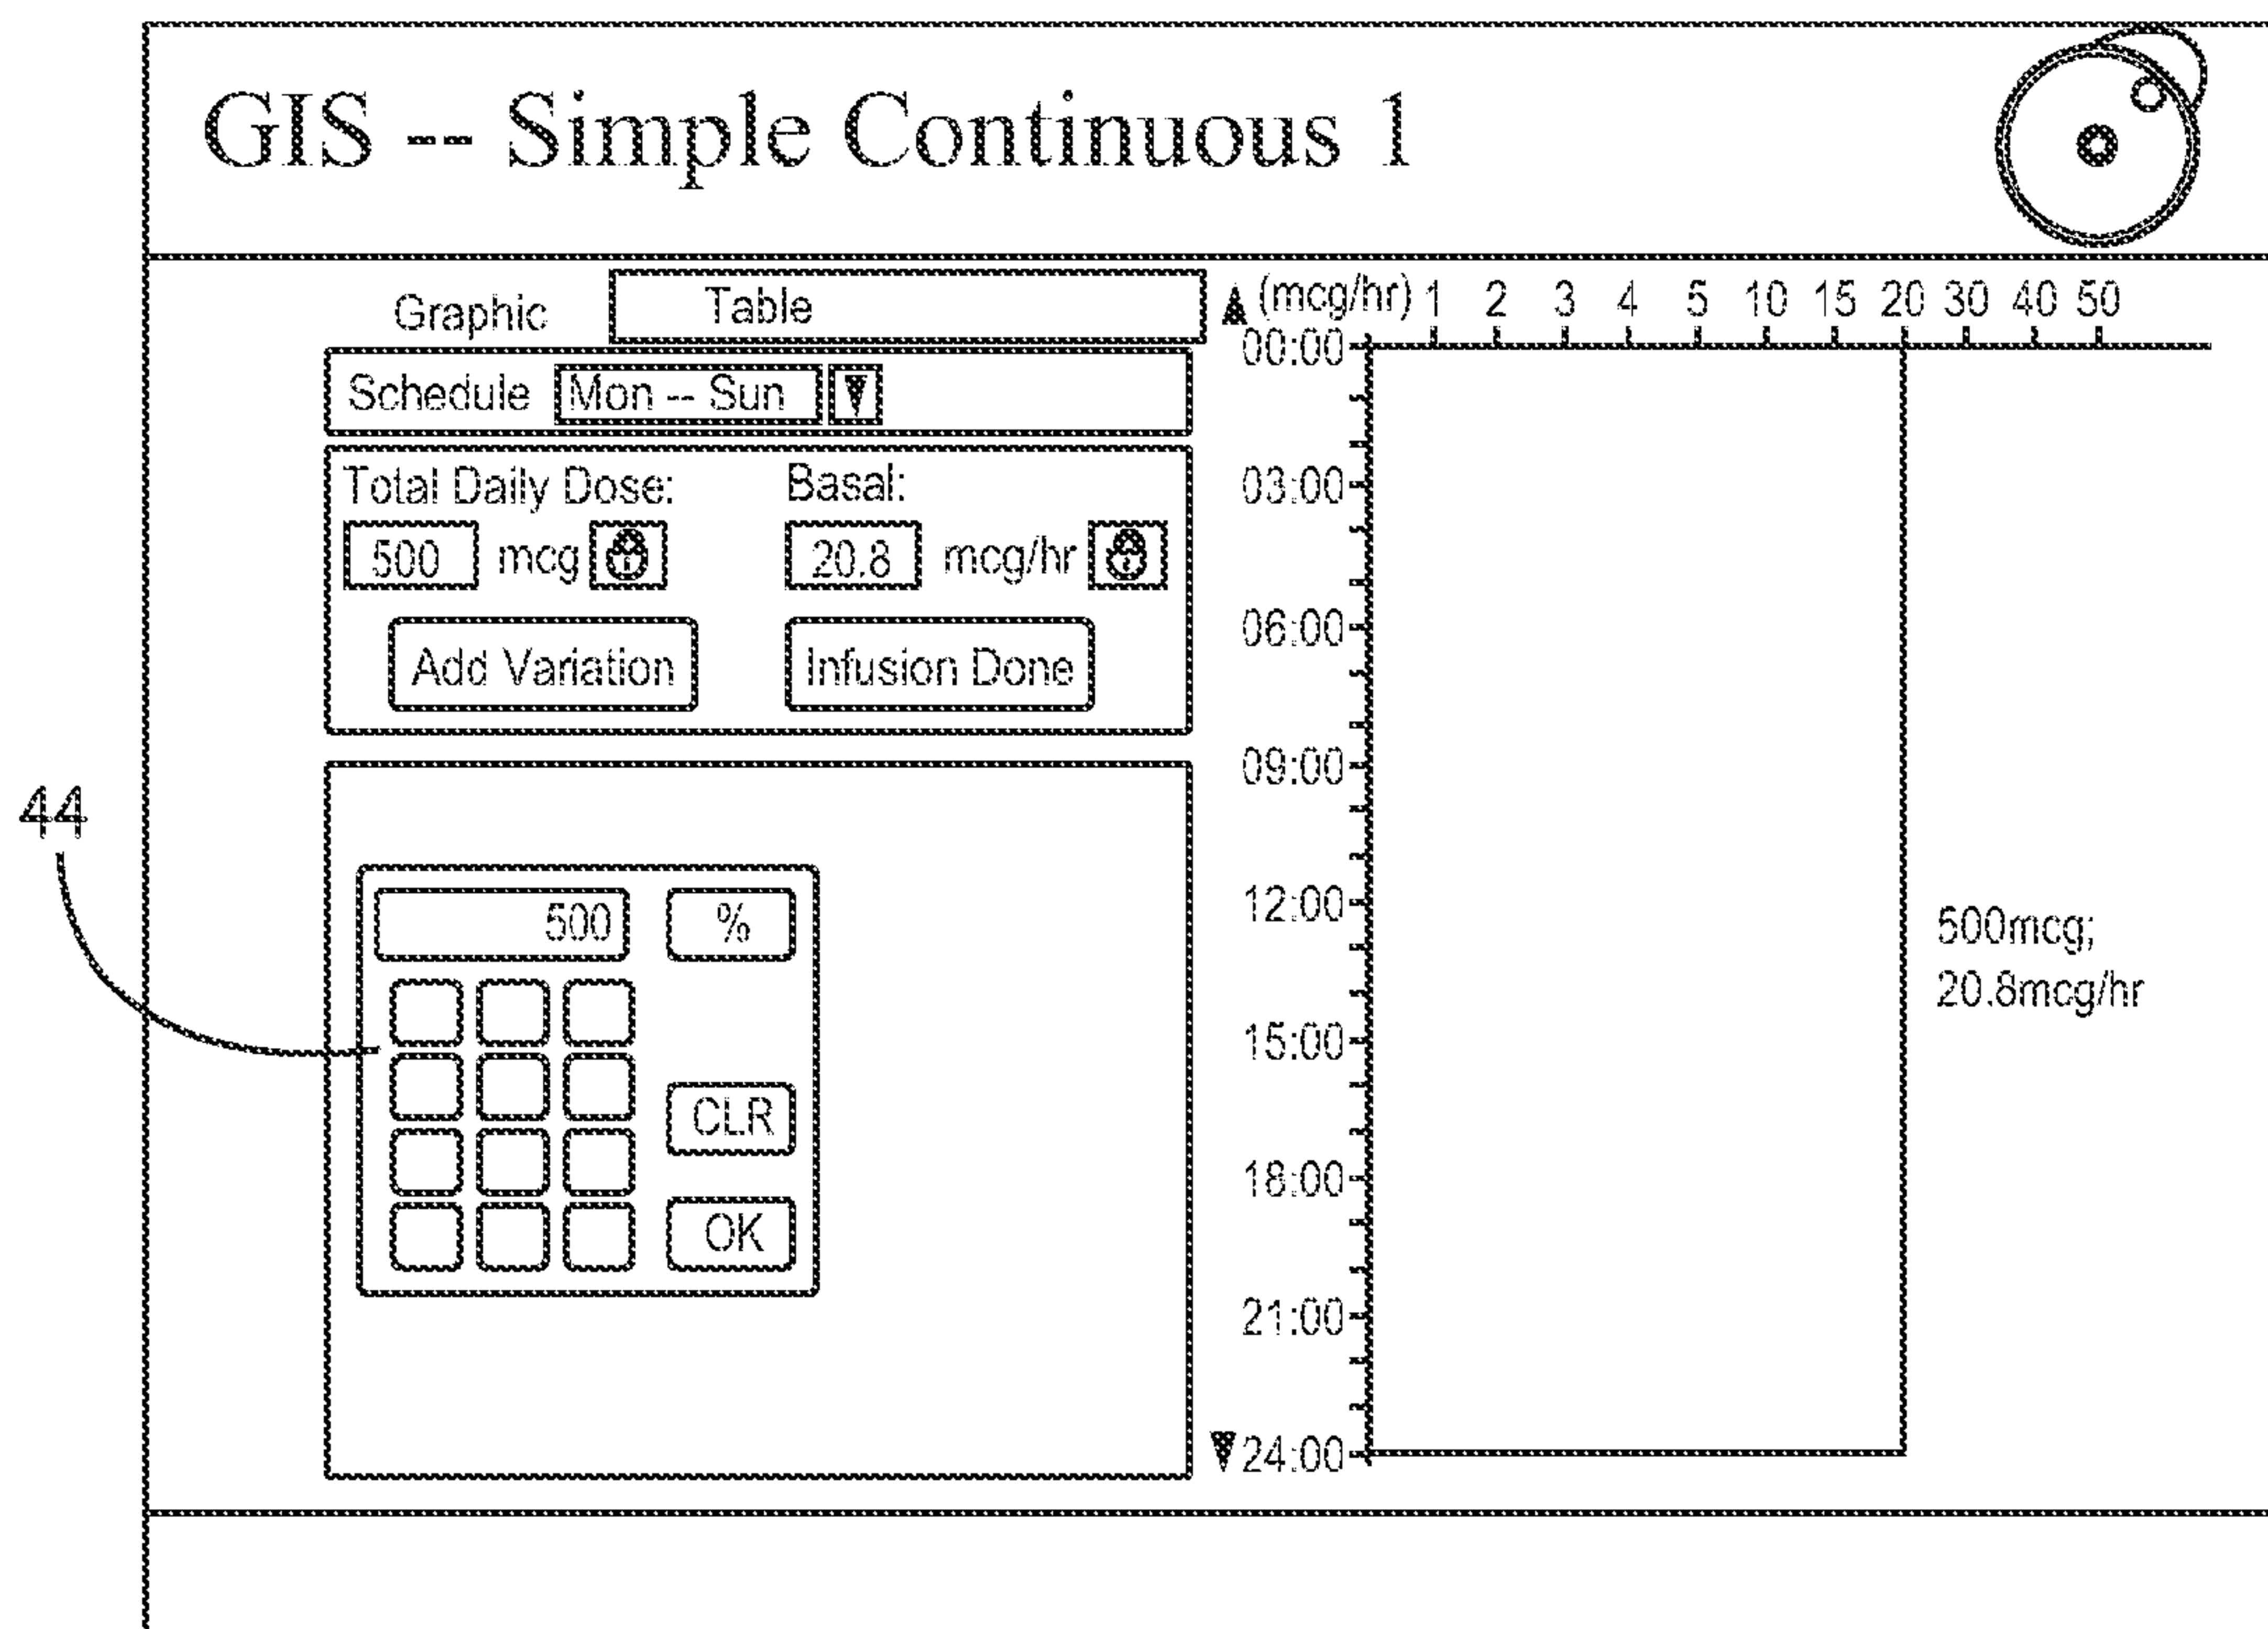 GIS -- Simple Continuous 1
Graphic Table
Schedule Mon -- Sun
Total Daily Dose: Basal:
500 mcg 20.8 mcg/hr
Add Variation Infusion Done
44
500 %
CLR
OK
(mcg/hr) 1 2 3 4 5 10 15 20 30 40 50
00:00
03:00
06:00
09:00
12:00
15:00
18:00
21:00
24:00
500mcg;
20.8mcg/hr